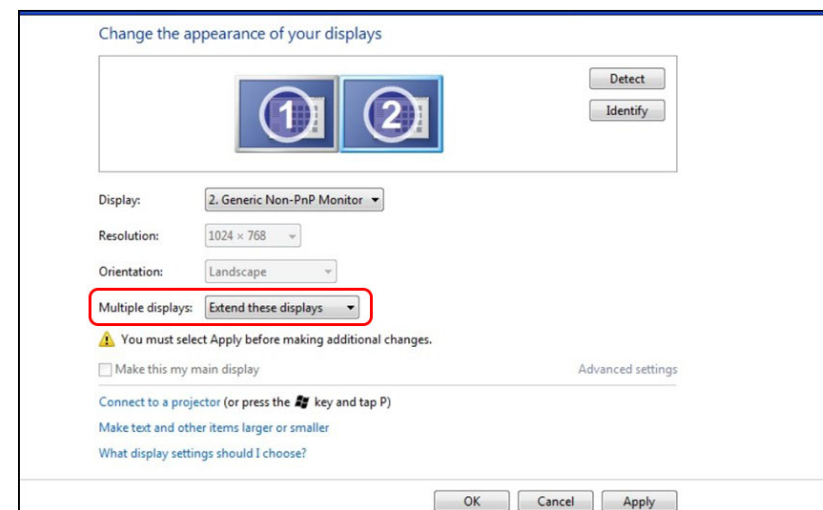 Change the appearance of your displays
1
2
Detect
Identify
Display: 2. Generic Non-PnP Monitor
Resolution: 1024 × 768
Orientation: Landscape
Multiple displays: Extend these displays
You must select Apply before making additional changes.
Make this my main display Advanced settings
Connect to a projector (or press the key and tap P)
Make text and other items larger or smaller
What display settings should I choose?
OK Cancel Apply